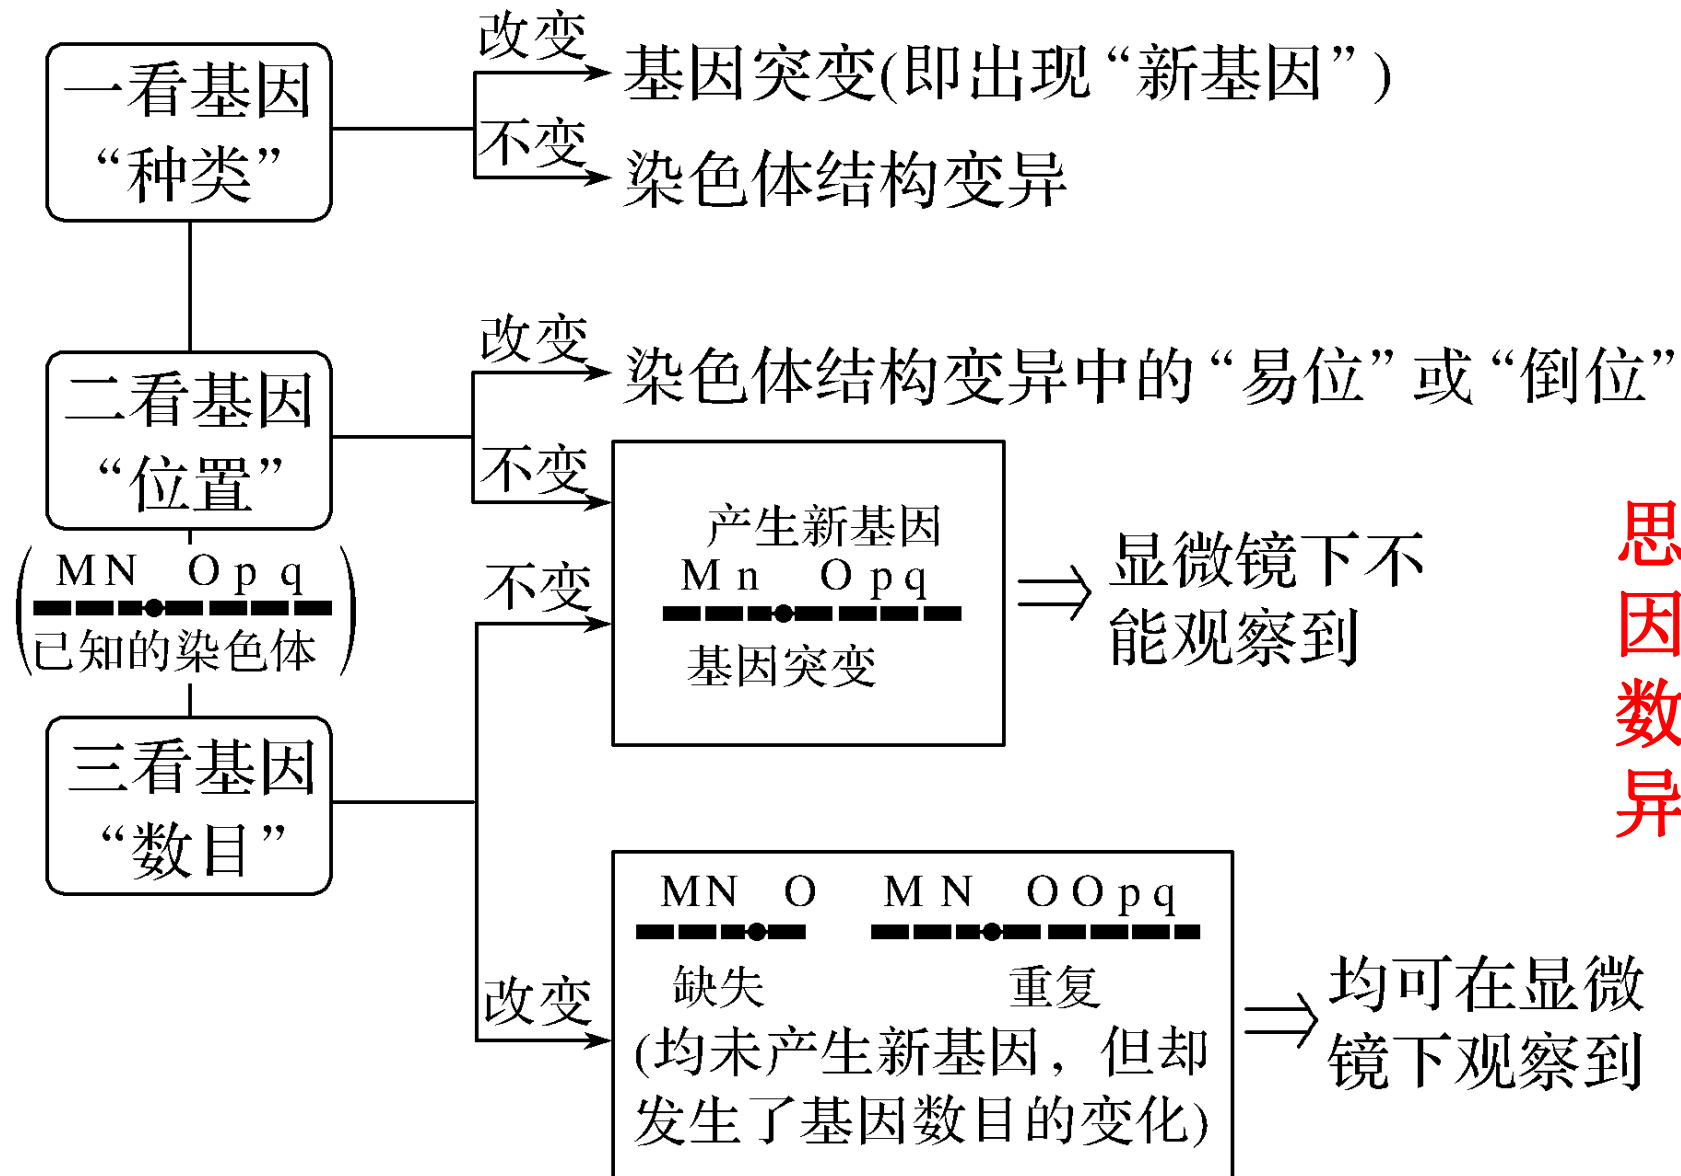 一看基因
“种类”
改变
基因突变(即出现“新基因”)
不变
染色体结构变异
二看基因
“位置”
改变
染色体结构变异中的“易位”或“倒位”
不变
MN O p q
已知的染色体
三看基因
“数目”
不变
产生新基因
M n O p q
基因突变
显微镜下不
能观察到
改变
MN O
缺失
M N O O p q
重复
(均未产生新基因，但却
发生了基因数目的变化)
均可在显微
镜下观察到
思
因
数
异